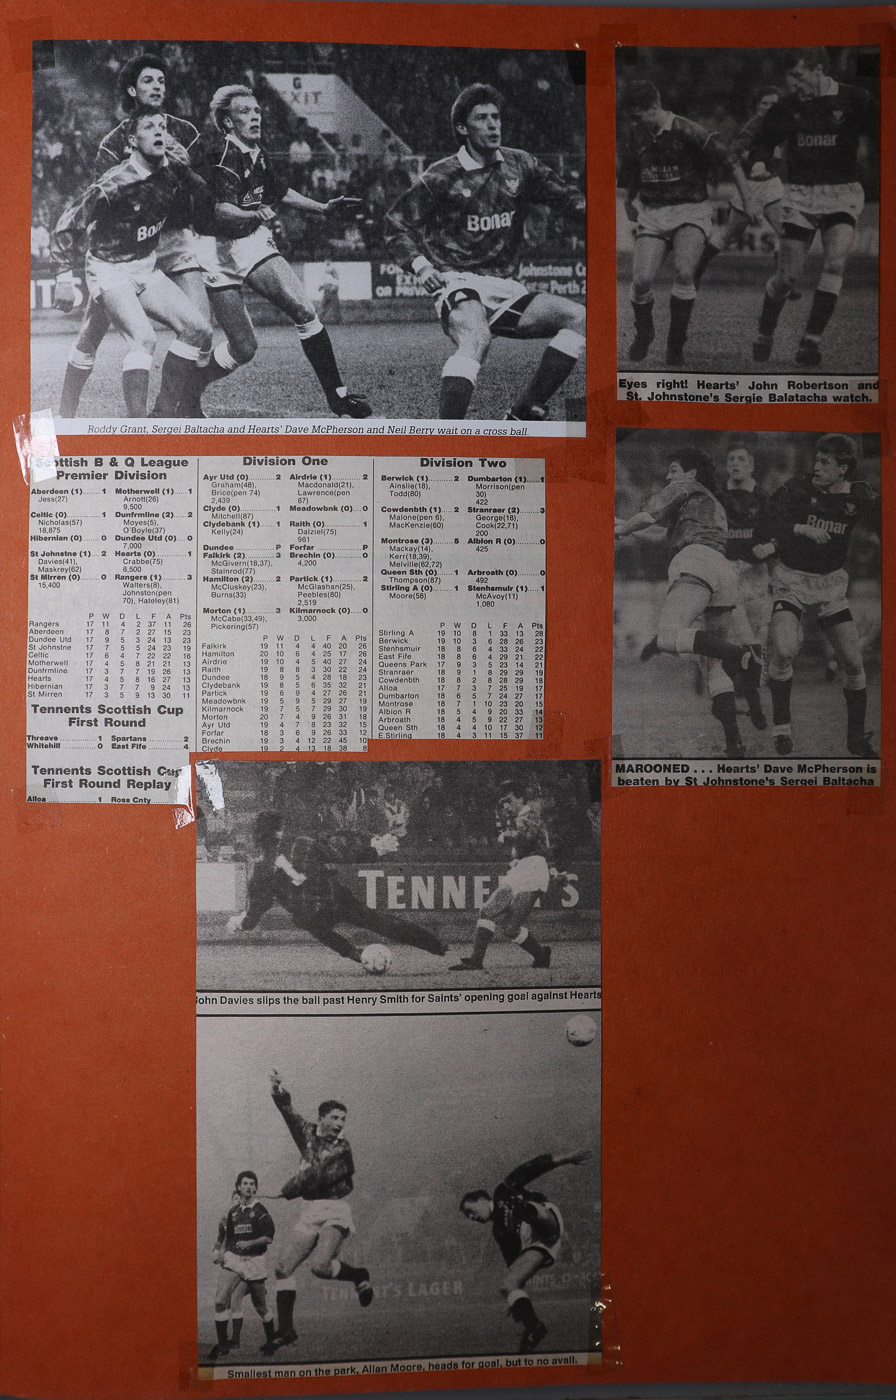 G
EXIT
Bonar
Bonar
FOR
EXH
OR PRIVA
Johnstone C
Perth 2
Roddy Grant, Sergei Baltacha and Hearts' Dave McPherson and Neil Berry wait on a cross ball.
Bonar
Eyes right! Hearts' John Robertson and
St. Johnstone's Sergie Balatacha watch.
Bonar
MAROONED . . . Hearts' Dave McPherson is
beaten by St Johnstone's Sergei Baltacha
Scottish B & Q League
Premier Division
Aberdeen (1)......... 1 Motherwell (1)..... 1
Jess(27) Arnott(26)
9,500
Celtic (0)............... 1 Dunfrmline (2)...... 2
Nicholas(57) Moyes(5),
18,875 O'Boyle(37)
Hibernian (0)........ 0 Dundee Utd (0)... 0
7,000
St Johnstne (1)... 2 Hearts (0)............. 1
Davies(41), Crabbe(75)
Maskrey(62) 8,500
St Mirren (0)......... 0 Rangers (1).......... 3
15,400 Walters(8),
Johnston(pen
70), Hateley(81)
P W D L F A Pts
Rangers 17 11 4 2 37 11 26
Aberdeen 17 8 7 2 27 15 23
Dundee Utd 17 9 5 3 24 13 23
St Johnstne 17 7 5 5 24 23 19
Celtic 17 6 4 7 22 22 16
Motherwell 17 4 5 8 21 21 13
Dunfrmline 17 3 7 7 19 26 13
Hearts 17 4 5 8 16 27 13
Hibernian 17 3 7 7 9 24 13
St Mirren 17 3 5 9 13 30 11
Tennents Scottish Cup
First Round
Threave 1 Spartans 2
Whitehill 0 East Fife 4
Tennents Scottish Cup
First Round Replay
Alloa 1 Ross Cnty
Division One
Ayr Utd (0)............ 2 Airdrie (1)............. 2
Graham(48), Macdonald(21),
Brice(pen 74) Lawrence(pen
2,439 87)
Clyde (0)............... 1 Meadowbnk (0).. 0
Mitchell(87)
Clydebank (1)...... 1 Raith (0)............... 1
Kelly(24) Dalziel(75)
961
Dundee................. P Forfar................... P
Falkirk (2)............. 3 Brechin (0)........... 0
McGivern(18,37), 4,200
Stainrod(77)
Hamilton (2)......... 2 Partick (1)............ 2
McCluskey(23), McGlashan(25),
Burns(33) Peebles(80)
2,519
Morton (1)............ 3 Kilmarnock (0).... 0
McCabe(33,49), 3,000
Pickering(57)
P W D L F A Pts
Falkirk 19 11 4 4 40 20 26
Hamilton 20 10 6 4 25 17 26
Airdrie 19 10 5 4 40 27 24
Raith 19 8 8 3 30 22 24
Dundee 18 9 5 4 28 18 23
Clydebank 19 8 5 6 35 32 21
Partick 19 6 9 4 27 26 21
Meadowbnk 19 5 9 5 29 27 19
Kilmarnock 19 7 5 7 29 30 19
Morton 20 7 4 9 26 31 18
Ayr Utd 19 4 7 8 23 32 15
Forfar 18 3 6 9 26 33 12
Brechin 19 3 4 12 22 45 10
Clyde 19 2 4 13 18 38 8
Division Two
Berwick (1)........... 2 Dumbarton (1).... 1
Ainslie(18), Morrison(pen
Todd(80) 30)
422
Cowdenbth (1)..... 2 Stranraer (2)........ 3
Malone(pen 6), George(18),
MacKenzie(60) Cook(22,71)
200
Montrose (3)........ 5 Albion R (0)......... 0
Mackay(14), 425
Kerr(18,39),
Melville(62,72)
Queen Sth (0)...... 1 Arbroath (0)......... 0
Thompson(87) 492
Stirling A (0)......... 1 Stenhsmuir (1).... 1
Moore(58) McAvoy(11)
1,080
P W D L F A Pts
Stirling A 19 10 8 1 33 13 28
Berwick 19 10 3 6 28 26 23
Stenhsmuir 18 8 6 4 33 24 22
East Fife 18 8 6 4 29 21 22
Queens Park 17 9 3 5 23 14 21
Stranraer 18 9 1 8 29 29 19
Cowdenbth 18 8 2 8 28 29 18
Alloa 17 7 3 7 25 19 17
Dumbarton 18 6 5 7 24 27 17
Montrose 18 7 1 10 23 20 15
Albion R 18 5 4 9 20 33 14
Arbroath 18 4 5 9 22 27 13
Queen Sth 18 4 4 10 17 30 12
E.Stirling 18 4 3 11 15 37 11
TENNE 'S
John Davies slips the ball past Henry Smith for Saints' opening goal against Hearts
TENNENT'S LAGER
Smallest man on the park, Allan Moore, heads for goal, but to no avail.